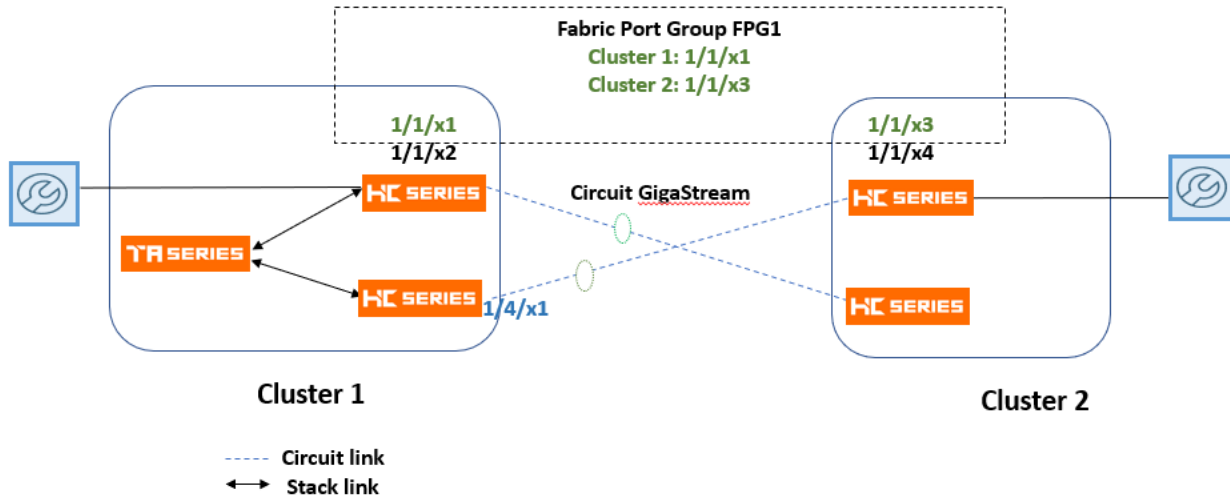 Fabric Port Group FPG1
Cluster 1: 1/1/x1
Cluster 2: 1/1/x3
1/1/x1
1/1/x2
1/1/x3
1/1/x4
HC SERIES
Circuit GigaStream
HC SERIES
TA SERIES
HC SERIES
1/4/x1
HC SERIES
Cluster 1
Cluster 2
Circuit link
Stack link